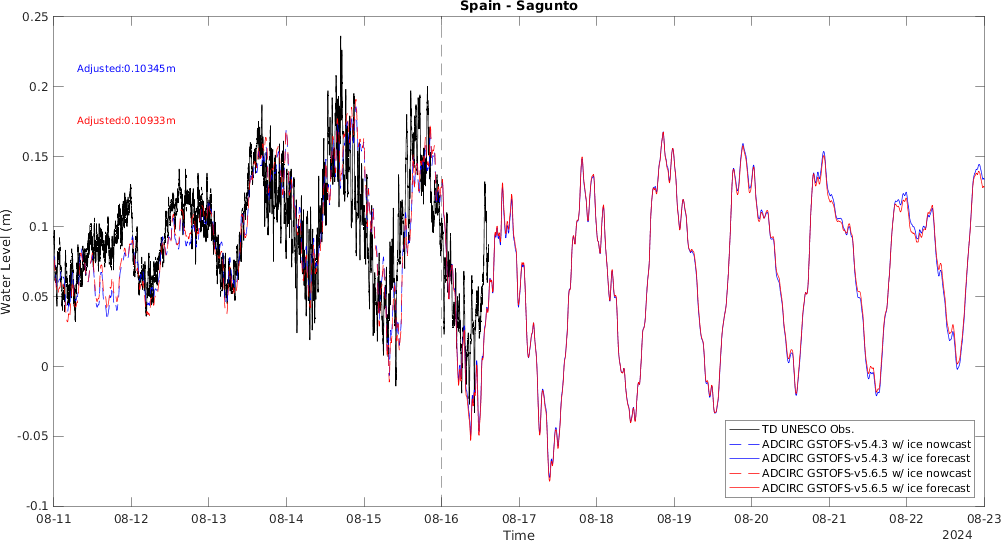 Spain - Sagunto
0.25
0.2
0.15
0.1
0.05
0
-0.05
-0.1
Water Level (m)
Adjusted:0.10345m
Adjusted:0.10933m
TD UNESCO Obs.
ADCIRC GSTOFS-v5.4.3 w/ ice nowcast
ADCIRC GSTOFS-v5.4.3 w/ ice forecast
ADCIRC GSTOFS-v5.6.5 w/ ice nowcast
ADCIRC GSTOFS-v5.6.5 w/ ice forecast
08-11 08-12 08-13 08-14 08-15 08-16 08-17 08-18 08-19 08-20 08-21 08-22 08-23
Time
2024